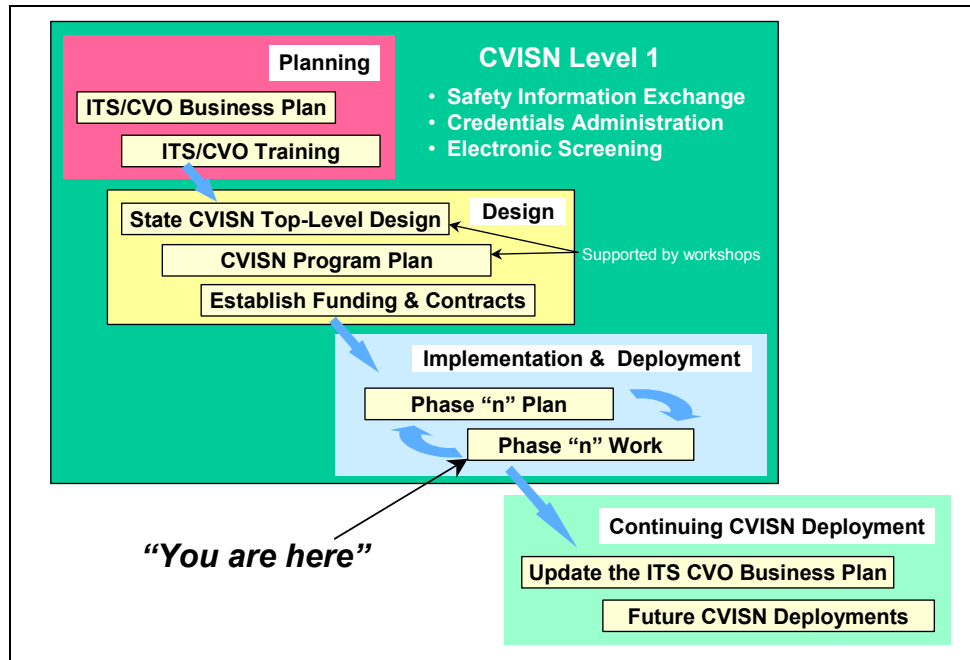 Planning
ITS/CVO Business Plan
ITS/CVO Training
CVISN Level 1
• Safety Information Exchange
• Credentials Administration
• Electronic Screening
State CVISN Top-Level Design
Design
CVISN Program Plan
Supported by workshops
Establish Funding & Contracts
Implementation & Deployment
Phase “n” Plan
Phase “n” Work
“You are here”
Continuing CVISN Deployment
Update the ITS CVO Business Plan
Future CVISN Deployments